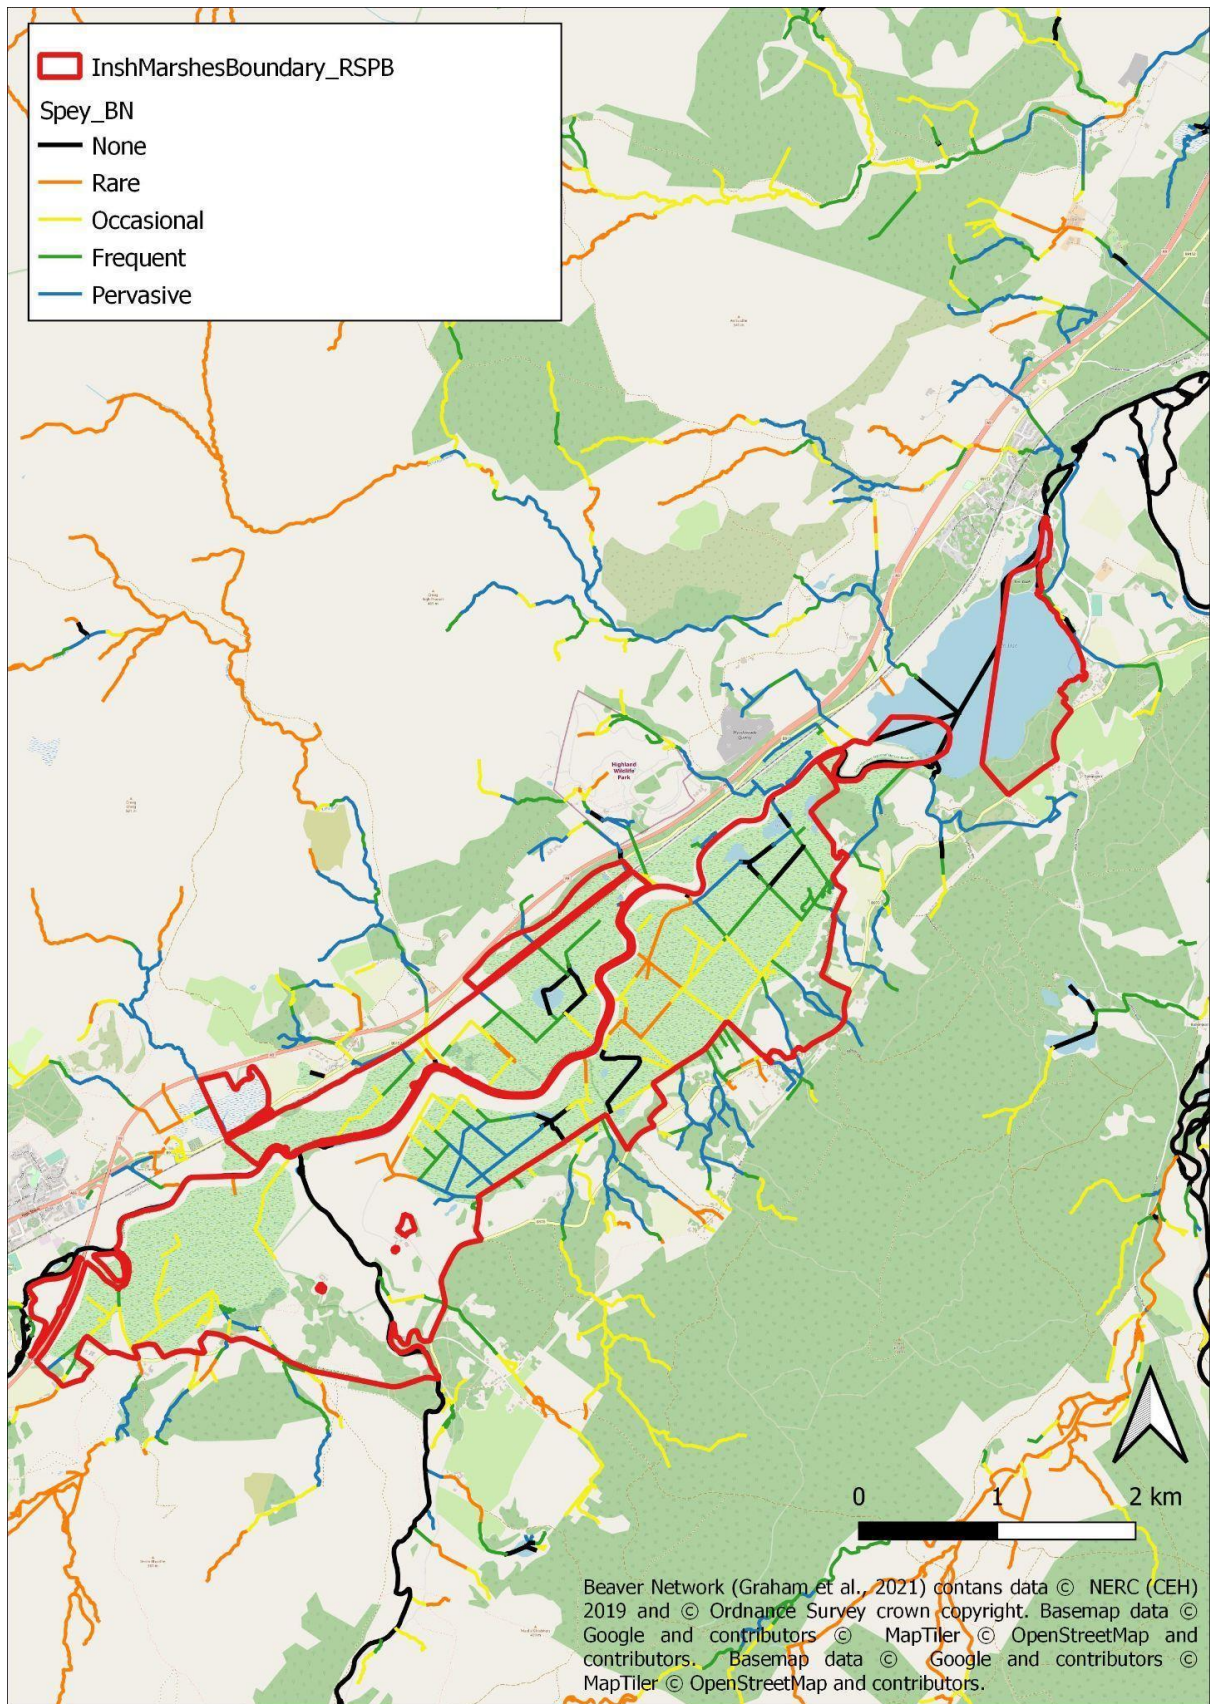 InshMarshesBoundary_RSPB
Spey_BN
None
Rare
Occasional
Frequent
Pervasive
Highland
Wildlife
Park
0 1 2 km
Beaver Network (Graham et al., 2021) contans data © NERC (CEH)
2019 and © Ordnance Survey crown copyright. Basemap data ©
Google and contributors © MapTiler © OpenStreetMap and
contributors. Basemap data © Google and contributors ©
MapTiler © OpenStreetMap and contributors.